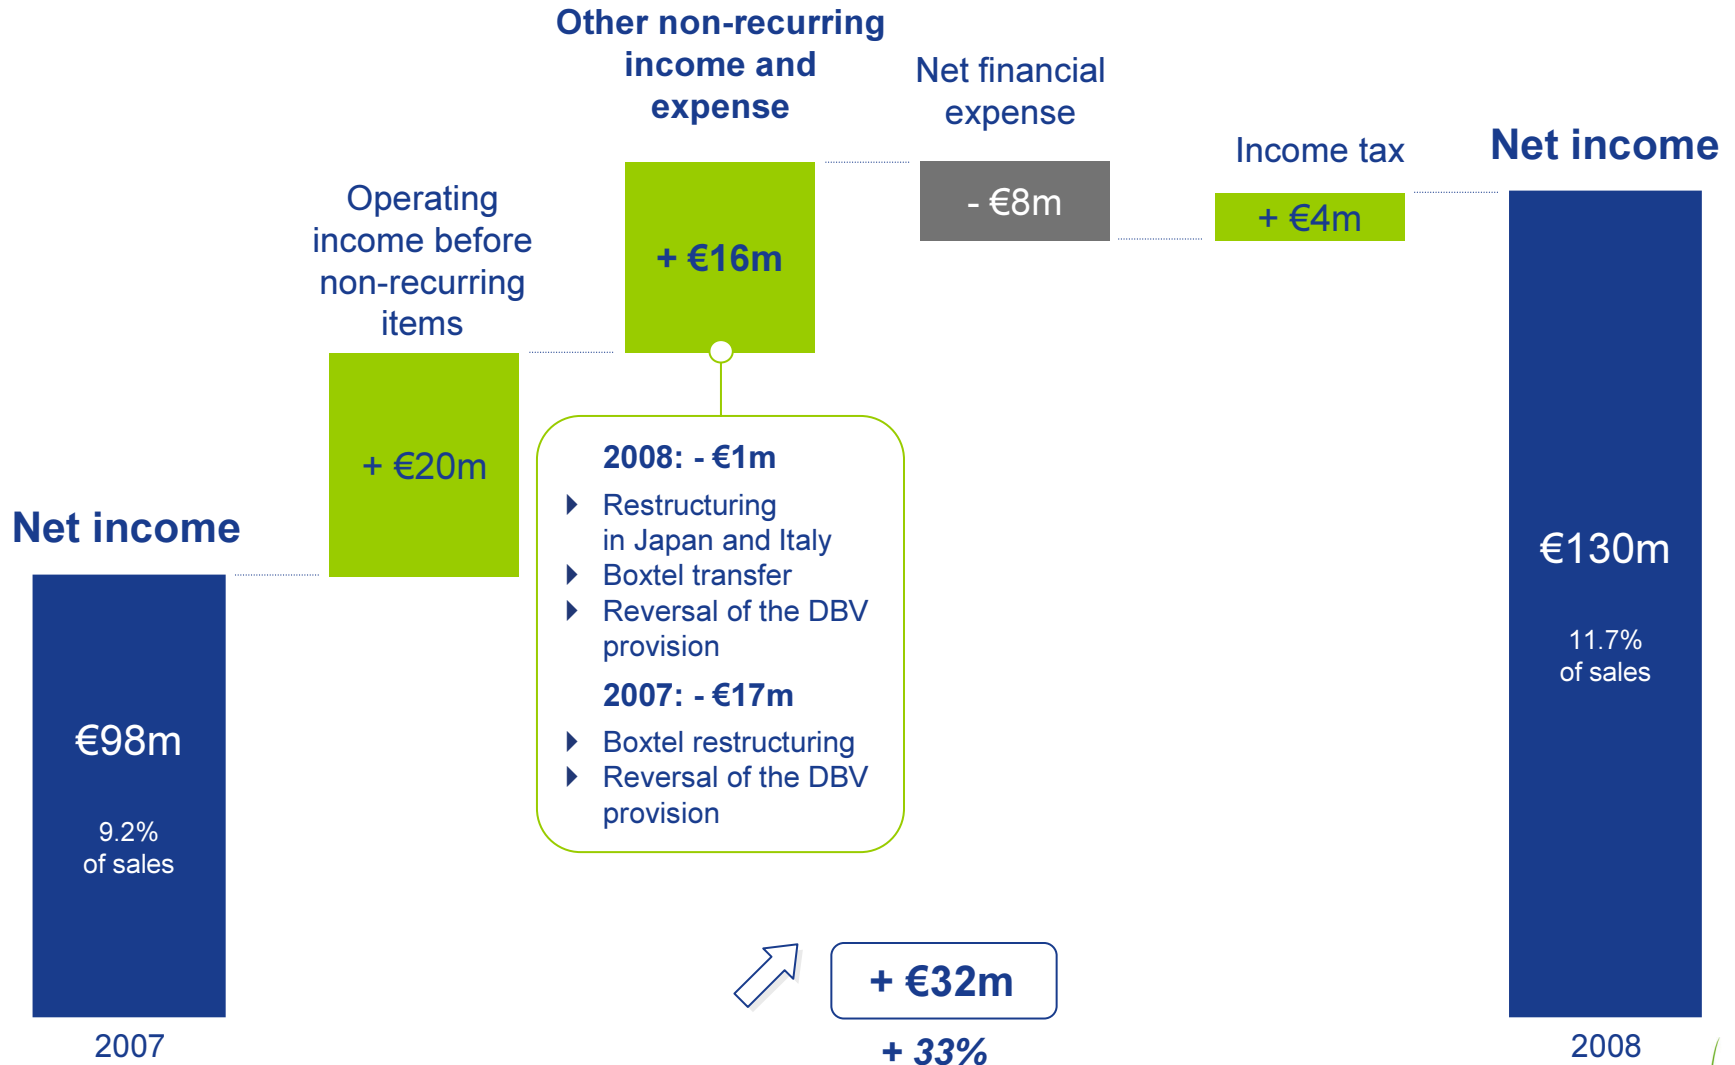 Other non-recurring
income and
expense
Net financial
expense
Income tax
Net income
Operating
income before
non-recurring
items
- €8m
+ €4m
+ €16m
+ €20m
Net income
2008: - €1m
Restructuring
in Japan and Italy
Boxtel transfer
Reversal of the DBV
provision
2007: - €17m
Boxtel restructuring
Reversal of the DBV
provision
€130m
11.7%
of sales
€98m
9.2%
of sales
+ €32m
+ 33%
2007
2008